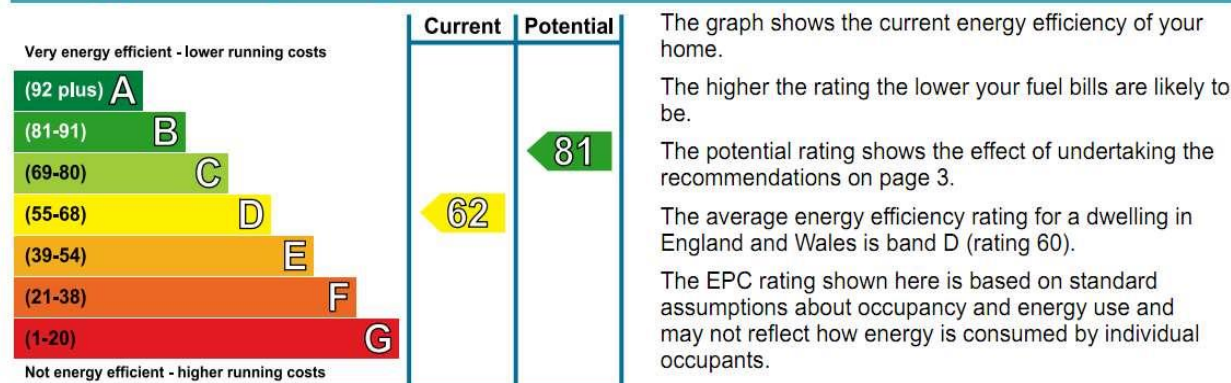 Current Potential
Very energy efficient - lower running costs
(92 plus) A
(81-91) B
(69-80) C
(55-68) D
(39-54) E
(21-38) F
(1-20) G
Not energy efficient - higher running costs
81
62
The graph shows the current energy efficiency of your
home.
The higher the rating the lower your fuel bills are likely to
be.
The potential rating shows the effect of undertaking the
recommendations on page 3.
The average energy efficiency rating for a dwelling in
England and Wales is band D (rating 60).
The EPC rating shown here is based on standard
assumptions about occupancy and energy use and
may not reflect how energy is consumed by individual
occupants.